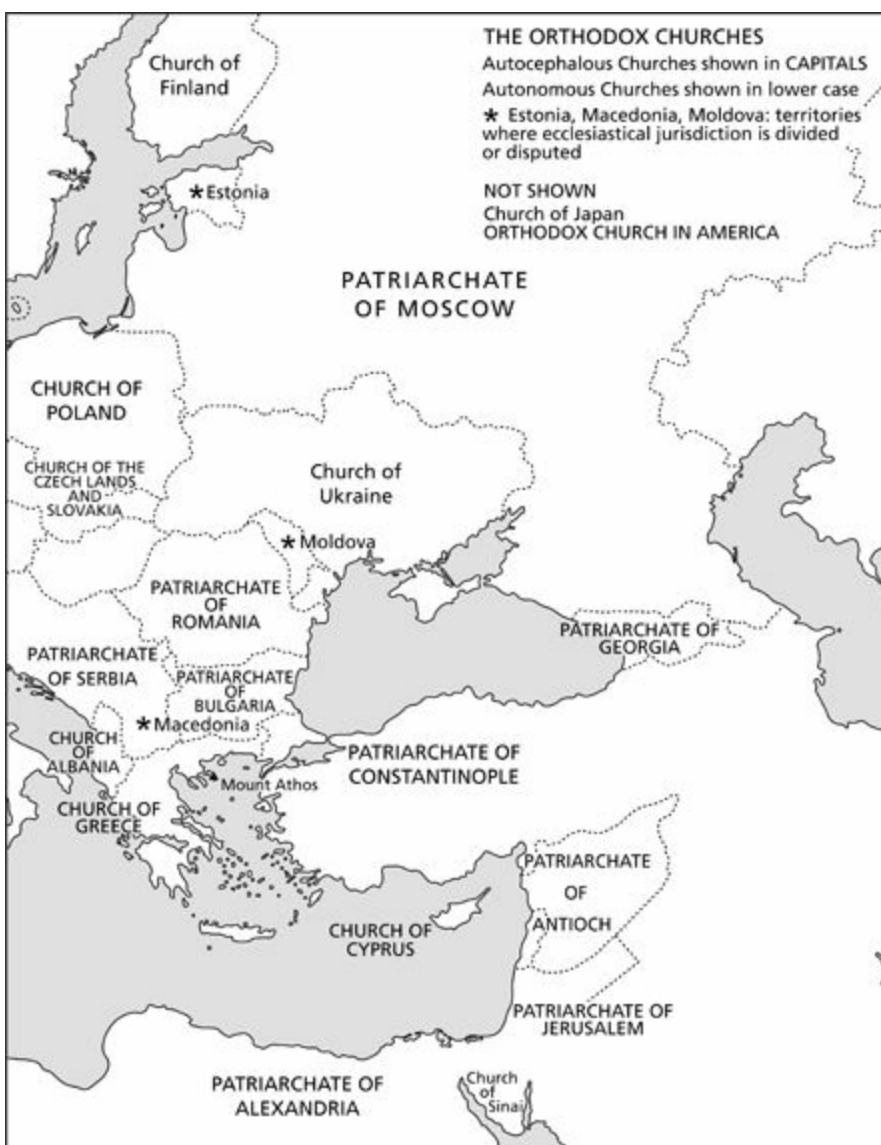 Church of
Finland
THE ORTHODOX CHURCHES
Autocephalous Churches shown in CAPITALS
Autonomous Churches shown in lower case
* Estonia, Macedonia, Moldova: territories
where ecclesiastical jurisdiction is divided
or disputed
NOT SHOWN
Church of Japan
ORTHODOX CHURCH IN AMERICA
* Estonia
PATRIARCHATE
OF MOSCOW
CHURCH OF
POLAND
CHURCH OF THE
CZECH LANDS
AND
SLOVAKIA
Church of
Ukraine
* Moldova
PATRIARCHATE
OF
ROMANIA
PATRIARCHATE OF
GEORGIA
PATRIARCHATE
OF SERBIA
PATRIARCHATE
OF
BULGARIA
* Macedonia
CHURCH
OF
ALBANIA
PATRIARCHATE OF
CONSTANTINOPLE
Mount Athos
CHURCH OF
GREECE
PATRIARCHATE
OF
ANTIOCH
CHURCH OF
CYPRUS
PATRIARCHATE OF
JERUSALEM
PATRIARCHATE OF
ALEXANDRIA
Church
of
Sinai